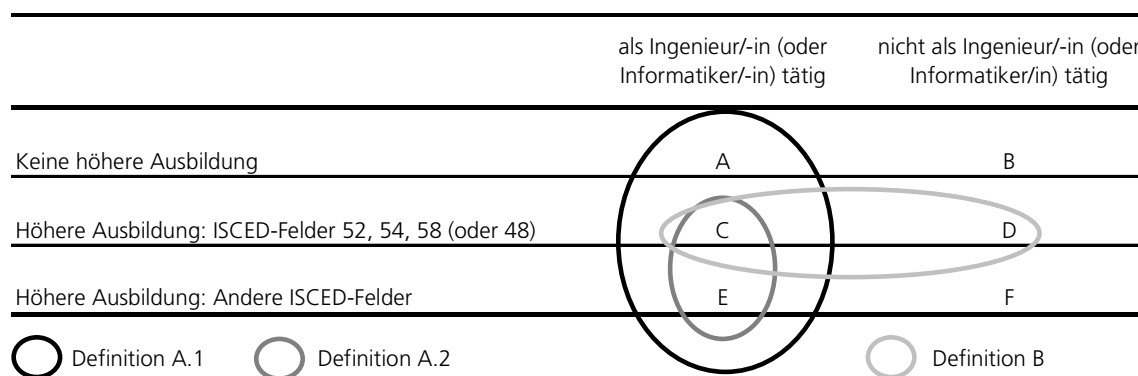 als Ingenieur/-in (oder nicht als Ingenieur/-in (oder
Informatiker/-in) tätig Informatiker/in) tätig
Keine höhere Ausbildung A B
Höhere Ausbildung: ISCED-Felder 52, 54, 58 (oder 48) C D
Höhere Ausbildung: Andere ISCED-Felder E F
Definition A.1 Definition A.2 Definition B